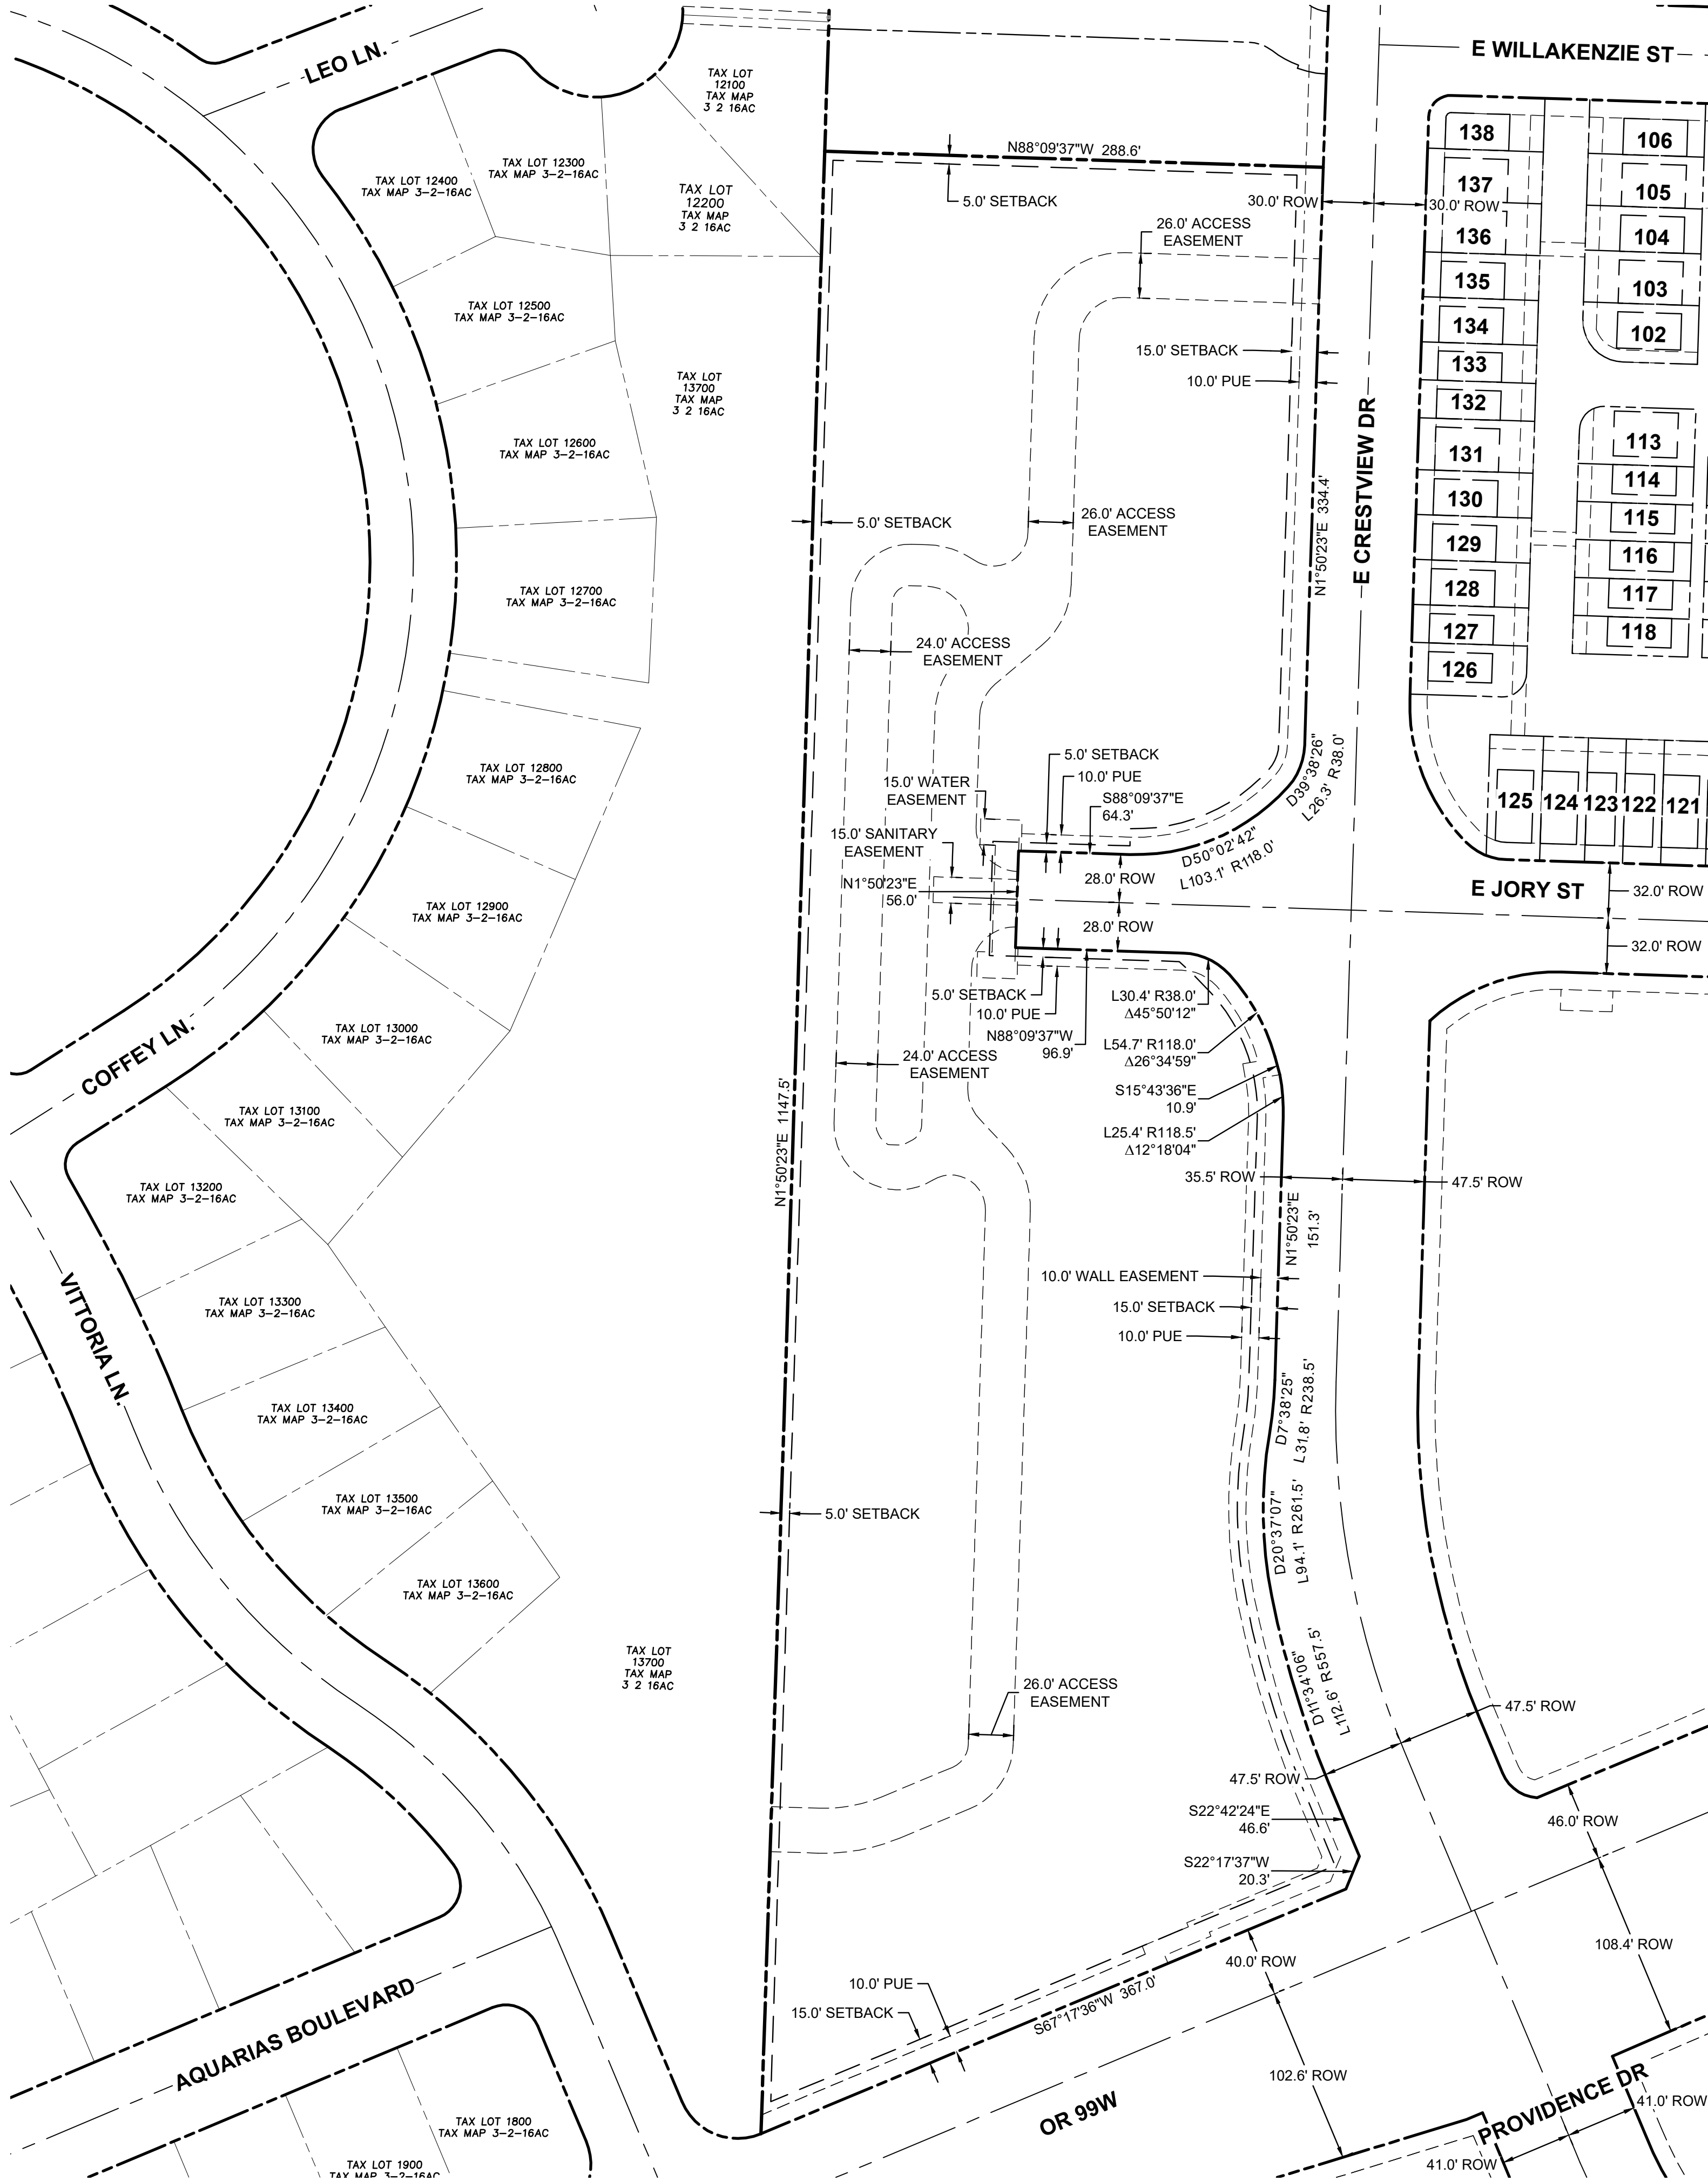 LEO LN.
E WILLAKENZIE ST
TAX LOT
12100
TAX MAP
3 2 16AC
TAX LOT 12300
TAX MAP 3-2-16AC
TAX LOT 12400
TAX MAP 3-2-16AC
TAX LOT
12200
TAX MAP
3 2 16AC
N88°09'37"W 288.6'
5.0' SETBACK
30.0' ROW
30.0' ROW
26.0' ACCESS
EASEMENT
138
137
136
135
134
133
132
131
130
129
128
127
126
106
105
104
103
102
113
114
115
116
117
118
125
124
123
122
121
TAX LOT 12500
TAX MAP 3-2-16AC
TAX LOT
13700
TAX MAP
3 2 16AC
15.0' SETBACK
10.0' PUE
E CRESTVIEW DR
N1°50'23"E 334.4'
TAX LOT 12600
TAX MAP 3-2-16AC
5.0' SETBACK
26.0' ACCESS
EASEMENT
TAX LOT 12700
TAX MAP 3-2-16AC
24.0' ACCESS
EASEMENT
TAX LOT 12800
TAX MAP 3-2-16AC
5.0' SETBACK
10.0' PUE
S88°09'37"E
64.3'
D39°38'26"
L26.3' R38.0'
D50°02'42"
L103.1' R118.0'
15.0' WATER
EASEMENT
15.0' SANITARY
EASEMENT
N1°50'23"E
56.0'
28.0' ROW
28.0' ROW
E JORY ST
32.0' ROW
32.0' ROW
TAX LOT 12900
TAX MAP 3-2-16AC
5.0' SETBACK
10.0' PUE
N88°09'37"W
96.9'
L30.4' R38.0'
Δ45°50'12"
L54.7' R118.0'
Δ26°34'59"
S15°43'36"E
10.9'
L25.4' R118.5'
Δ12°18'04"
COFFEY LN.
TAX LOT 13000
TAX MAP 3-2-16AC
24.0' ACCESS
EASEMENT
TAX LOT 13100
TAX MAP 3-2-16AC
N1°50'23"E 1147.5'
35.5' ROW
47.5' ROW
TAX LOT 13200
TAX MAP 3-2-16AC
N1°50'23"E
151.3'
10.0' WALL EASEMENT
15.0' SETBACK
10.0' PUE
VITTORIA LN.
TAX LOT 13300
TAX MAP 3-2-16AC
TAX LOT 13400
TAX MAP 3-2-16AC
D7°38'25"
L31.8' R238.5'
TAX LOT 13500
TAX MAP 3-2-16AC
5.0' SETBACK
D20°37'07"
L94.1' R261.5'
TAX LOT 13600
TAX MAP 3-2-16AC
TAX LOT
13700
TAX MAP
3 2 16AC
26.0' ACCESS
EASEMENT
D11°34'06"
L112.6' R557.5'
47.5' ROW
47.5' ROW
S22°42'24"E
46.6'
46.0' ROW
S22°17'37"W
20.3'
108.4' ROW
40.0' ROW
10.0' PUE
15.0' SETBACK
S67°17'36"W 367.0'
AQUARIAS BOULEVARD
102.6' ROW
OR 99W
PROVIDENCE DR
41.0' ROW
41.0' ROW
TAX LOT 1800
TAX MAP 3-2-16AC
TAX LOT 1900
TAX MAP 3-2-16AC